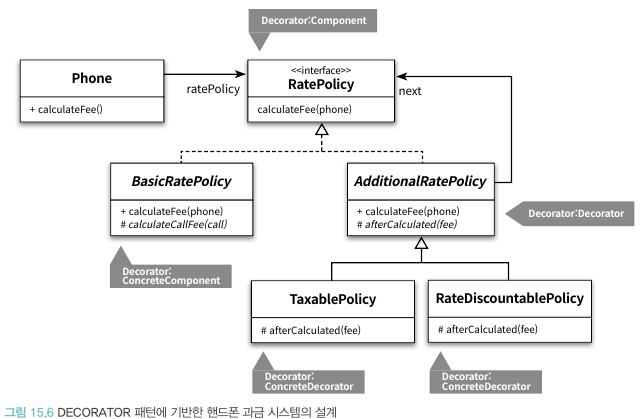 Decorator:Component
Phone
+ calculateFee()
ratePolicy
<<interface>>
RatePolicy
calculateFee(phone)
next
BasicRatePolicy
+ calculateFee(phone)
# calculateCallFee(call)
AdditionalRatePolicy
+ calculateFee(phone)
# afterCalculated(fee)
Decorator:Decorator
Decorator:
ConcreteComponent
TaxablePolicy
# afterCalculated(fee)
RateDiscountablePolicy
# afterCalculated(fee)
Decorator:
ConcreteDecorator
Decorator:
ConcreteDecorator
그림 15.6 DECORATOR 패턴에 기반한 핸드폰 과금 시스템의 설계